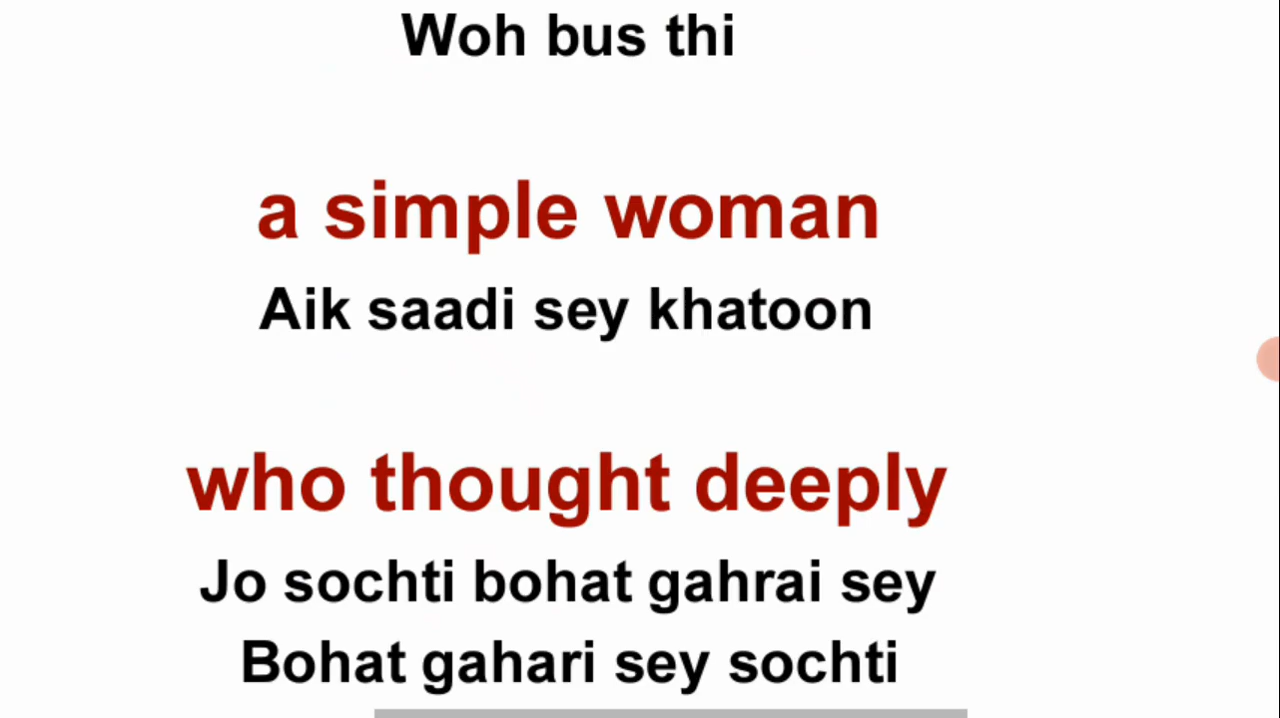 Woh bus thi
a simple woman
Aik saadi sey khatoon
who thought deeply
Jo sochti bohat gahrai sey
Bohat gahari sey sochti